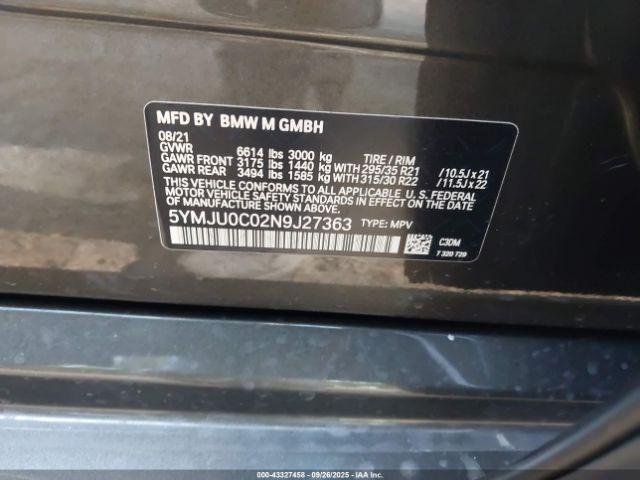 MFD BY BMW M GMBH
08/21
GVWR 6614 lbs 3000 kg TIRE / RIM
GAWR FRONT 3175 lbs 1440 kg WITH 295/35 R21 /10.5J x 21
GAWR REAR 3494 lbs 1585 kg WITH 315/30 R22 /11.5J x 22
THIS VEHICLE CONFORMS TO ALL APPLICABLE U. S. FEDERAL
MOTOR VEHICLE SAFETY STANDARDS IN EFFECT ON THE
DATE OF MANUFACTURE SHOWN ABOVE.
5YMJU0C02N9J27363 TYPE: MPV
C3DM
7 320 729
000-43327458 - 09/26/2025 - IAA Inc.